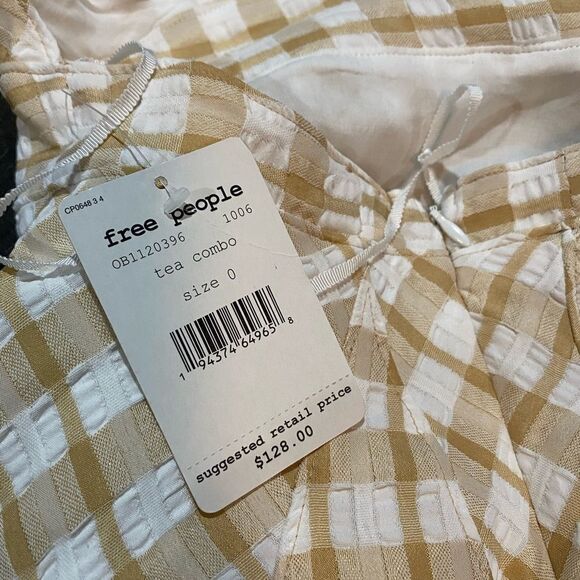 CP0648 3 4
free people
OB1120396 1006
tea combo
size 0
1 94374 64965 8
suggested retail price
$128.00